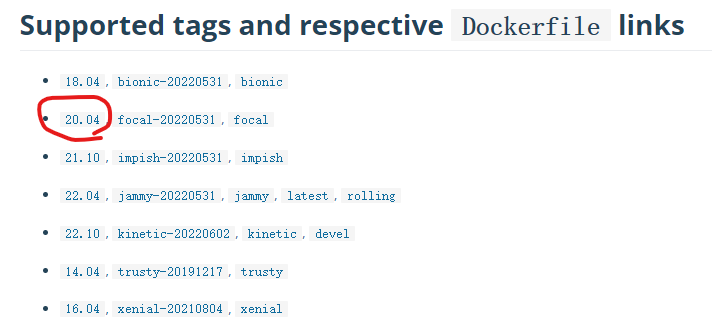 Supported tags and respective Dockerfile links
18.04, bionic-20220531, bionic
20.04, focal-20220531, focal
21.10, impish-20220531, impish
22.04, jammy-20220531, jammy, latest, rolling
22.10, kinetic-20220602, kinetic, devel
14.04, trusty-20191217, trusty
16.04, xenial-20210804, xenial